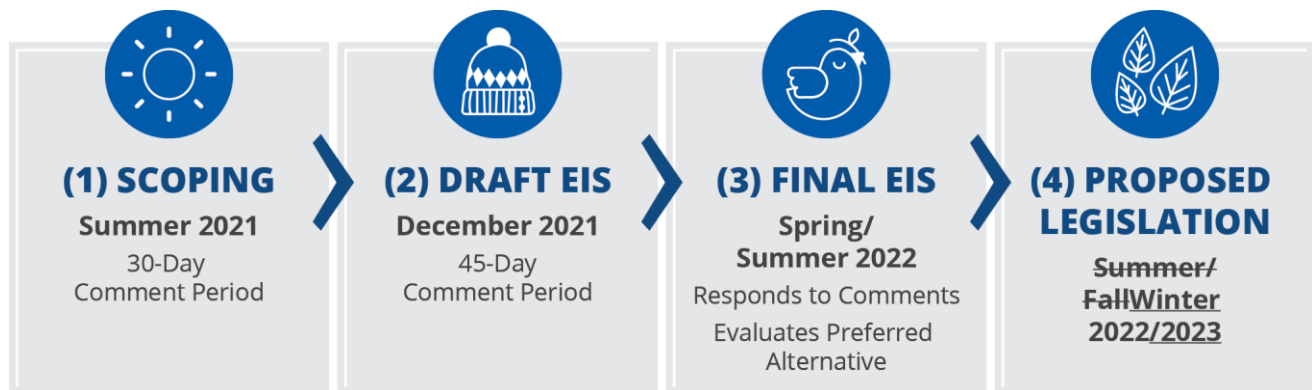 (1) SCOPING
Summer 2021
30-Day
Comment Period
(2) DRAFT EIS
December 2021
45-Day
Comment Period
(3) FINAL EIS
Spring/
Summer 2022
Responds to Comments
Evaluates Preferred
Alternative
(4) PROPOSED
LEGISLATION
Summer/
FallWinter
2022/2023